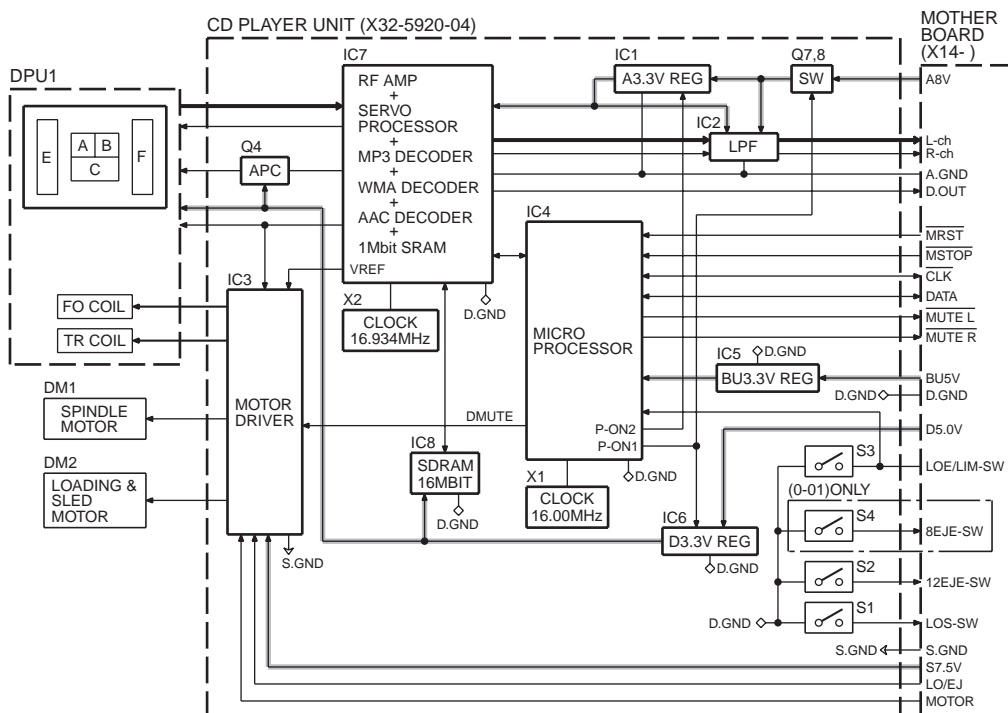 CD PLAYER UNIT (X32-5920-04)
MOTHER
BOARD
(X14- )
DPU1
E
A
B
C
F
IC7
RF AMP
+
SERVO
PROCESSOR
+
MP3 DECODER
+
WMA DECODER
+
AAC DECODER
+
1Mbit SRAM
VREF
IC1
A3.3V REG
Q7,8
SW
A8V
IC2
LPF
L-ch
R-ch
A.GND
D.OUT
Q4
APC
IC4
MICRO
PROCESSOR
P-ON2
P-ON1
MRST
MSTOP
CLK
DATA
MUTE L
MUTE R
IC3
MOTOR
DRIVER
X2
CLOCK
16.934MHz
D.GND
FO COIL
TR COIL
IC5
D.GND
BU3.3V REG
BU5V
D.GND
D.GND
DM1
SPINDLE
MOTOR
DMUTE
D5.0V
DM2
LOADING &
SLED
MOTOR
IC8
SDRAM
16MBIT
D.GND
X1
CLOCK
16.00MHz
D.GND
S3
LOE/LIM-SW
(0-01)ONLY
S4
8EJE-SW
IC6
D3.3V REG
D.GND
S.GND
S2
12EJE-SW
S1
D.GND
LOS-SW
S.GND
S.GND
S7.5V
LO/EJ
MOTOR